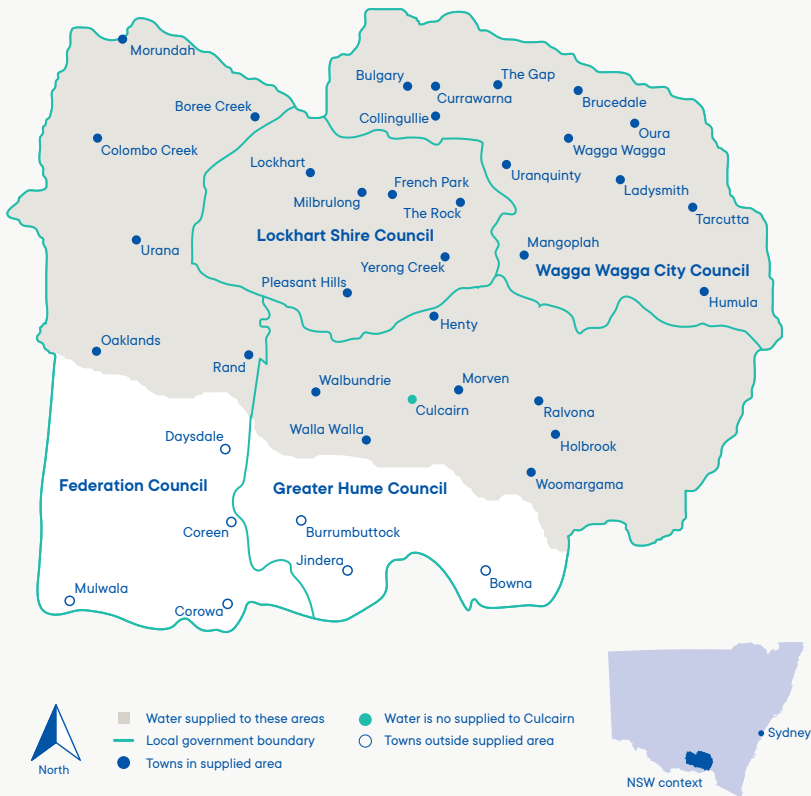 Morundah
Bulgary
The Gap
Currawarna
Brucedale
Boree Creek
Collingullie
Oura
Colombo Creek
Wagga Wagga
Lockhart
Uranquinty
French Park
Ladysmith
Milbrulong
The Rock
Tarcutta
Lockhart Shire Council
Mangoplah
Urana
Yerong Creek
Wagga Wagga City Council
Pleasant Hills
Humula
Henty
Oaklands
Rand
Walbundrie
Morven
Culcairn
Ralvona
Walla Walla
Daysdale
Holbrook
Federation Council
Greater Hume Council
Woomargama
Coreen
Burrumbuttock
Jindera
Mulwala
Bowna
Corowa
North
Water supplied to these areas
Local government boundary
Towns in supplied area
Water is no supplied to Culcairn
Towns outside supplied area
Sydney
NSW context